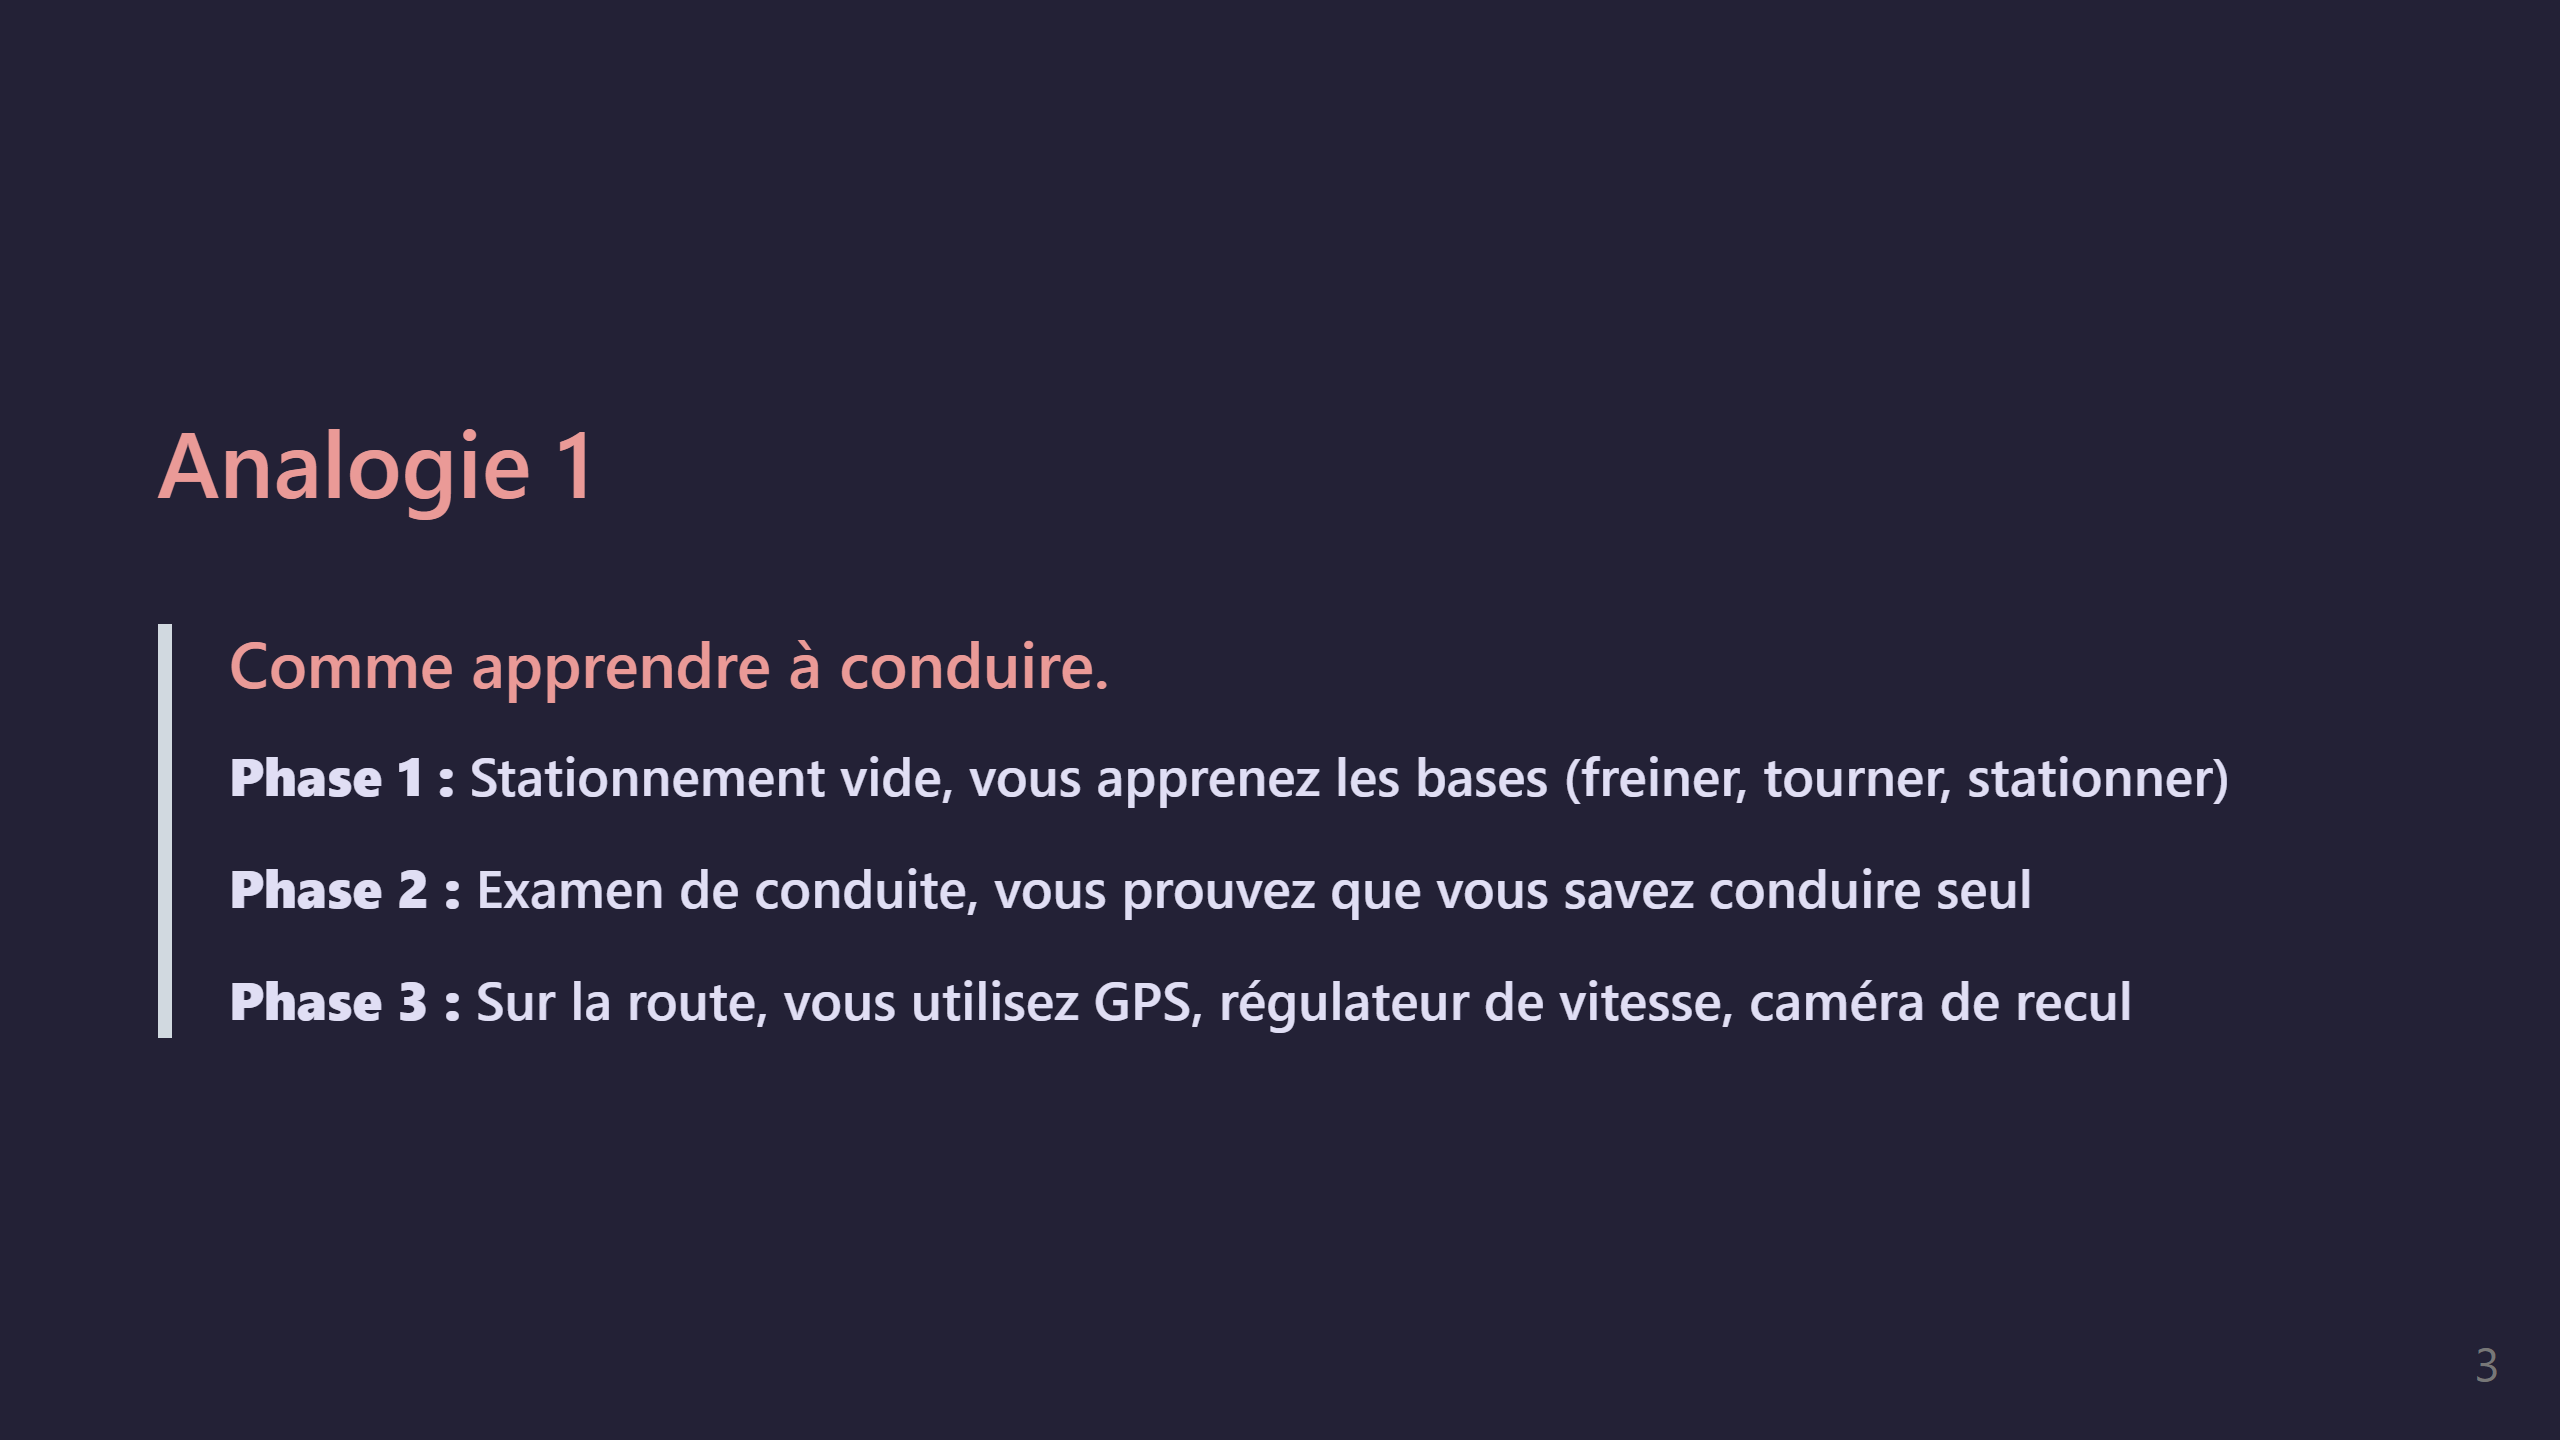 Analogie 1
Comme apprendre à conduire.
Phase 1 : Stationnement vide, vous apprenez les bases (freiner, tourner, stationner)
Phase 2 : Examen de conduite, vous prouvez que vous savez conduire seul
Phase 3 : Sur la route, vous utilisez GPS, régulateur de vitesse, caméra de recul
3